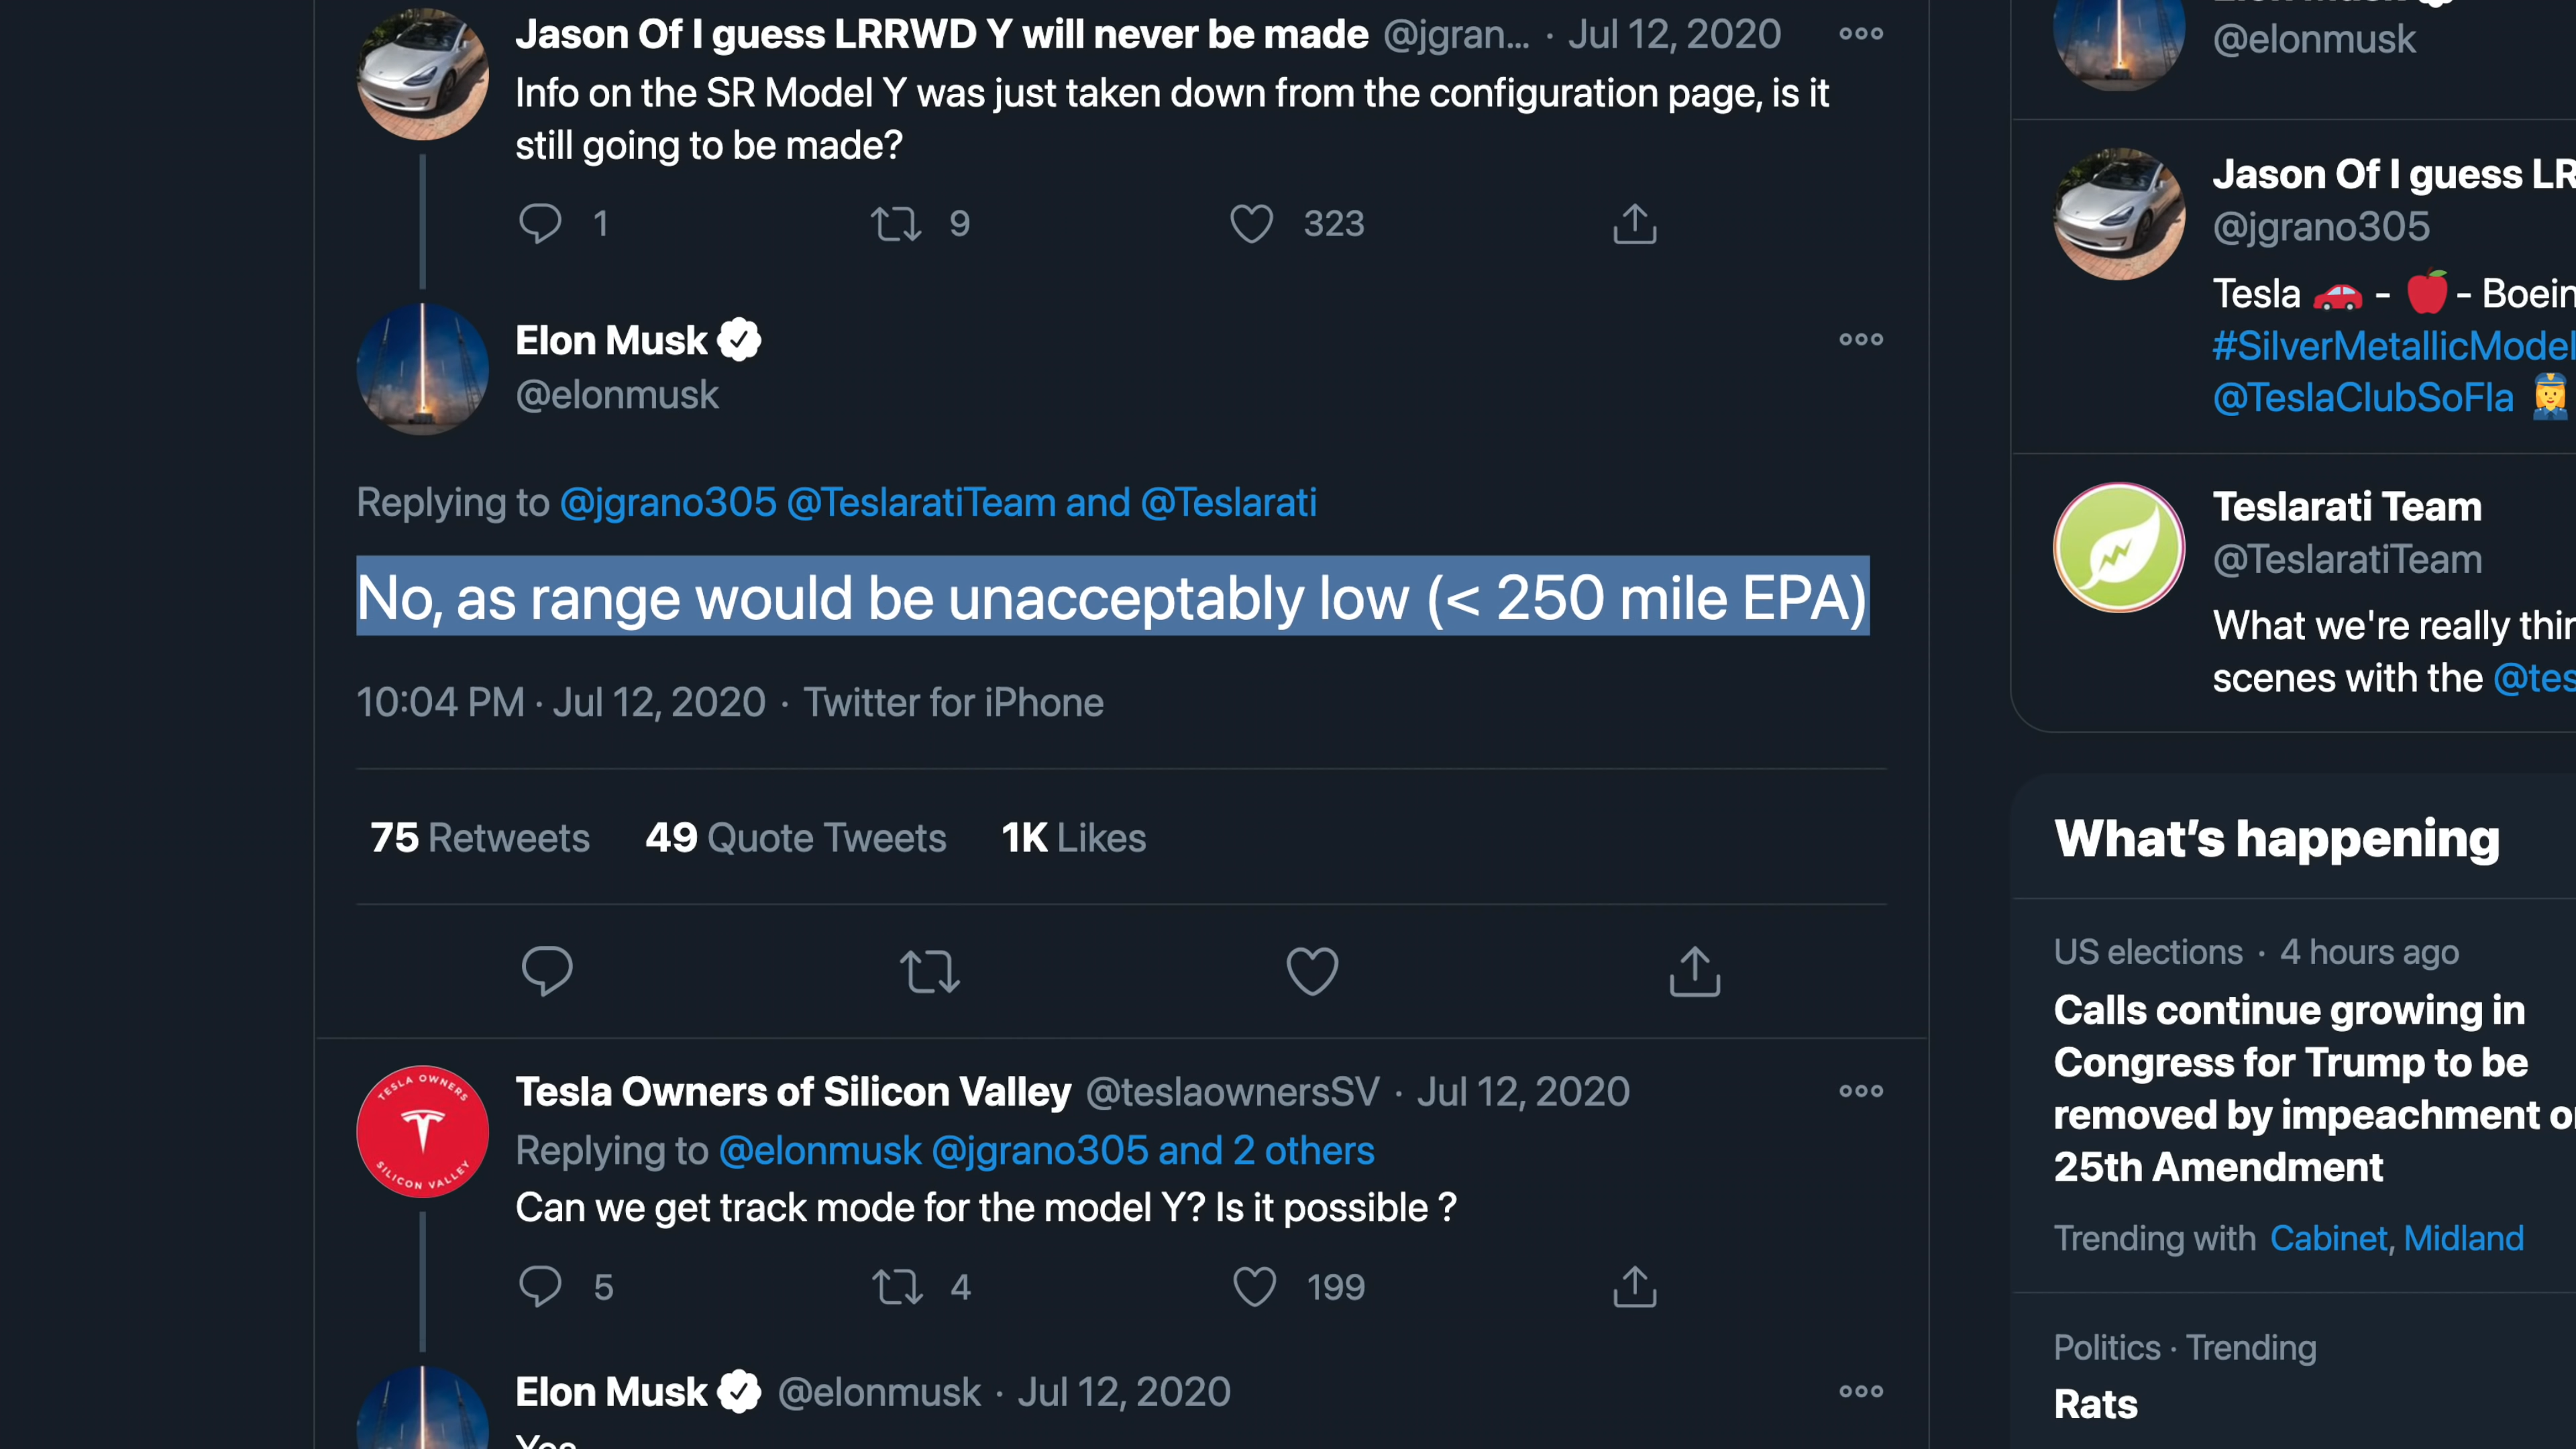 Jason Of I guess LRRWD Y will never be made @jgran... · Jul 12, 2020
Info on the SR Model Y was just taken down from the configuration page, is it
still going to be made?
1 9 323
Elon Musk
@elonmusk
Replying to @jgrano305 @TeslaratiTeam and @Teslarati
No, as range would be unacceptably low (< 250 mile EPA)
10:04 PM · Jul 12, 2020 · Twitter for iPhone
75 Retweets 49 Quote Tweets 1K Likes
TESLA OWNERS
SILICON VALLEY
Tesla Owners of Silicon Valley @teslaownersSV · Jul 12, 2020
Replying to @elonmusk @jgrano305 and 2 others
Can we get track mode for the model Y? Is it possible ?
5 4 199
Elon Musk @elonmusk · Jul 12, 2020
Yes
@elonmusk
Jason Of I guess LR
@jgrano305
Tesla 🚗 - 🍎 - Boein
#SilverMetallicModel
@TeslaClubSoFla
Teslarati Team
@TeslaratiTeam
What we're really thin
scenes with the @tes
What's happening
US elections · 4 hours ago
Calls continue growing in
Congress for Trump to be
removed by impeachment or
25th Amendment
Trending with Cabinet, Midland
Politics · Trending
Rats